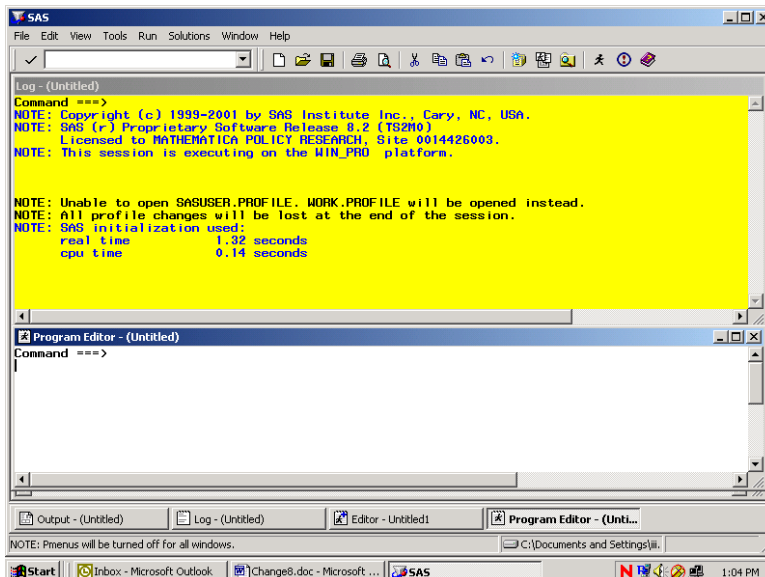 SAS
File Edit View Tools Run Solutions Window Help
Log - (Untitled)
Command ===>
NOTE: Copyright (c) 1999-2001 by SAS Institute Inc., Cary, NC, USA.
NOTE: SAS (r) Proprietary Software Release 8.2 (TS2M0)
Licensed to MATHEMATICA POLICY RESEARCH, Site 0014426003.
NOTE: This session is executing on the WIN_PRO platform.
NOTE: Unable to open SASUSER.PROFILE. WORK.PROFILE will be opened instead.
NOTE: All profile changes will be lost at the end of the session.
NOTE: SAS initialization used:
real time 1.32 seconds
cpu time 0.14 seconds
Program Editor - (Untitled)
Command ===>
Output - (Untitled) Log - (Untitled) Editor - Untitled1 Program Editor - (Unti...
NOTE: Pmenus will be turned off for all windows. C:\Documents and Settings\
Start Inbox - Microsoft Outlook Change8.doc - Microsoft ... SAS N 1:04 PM